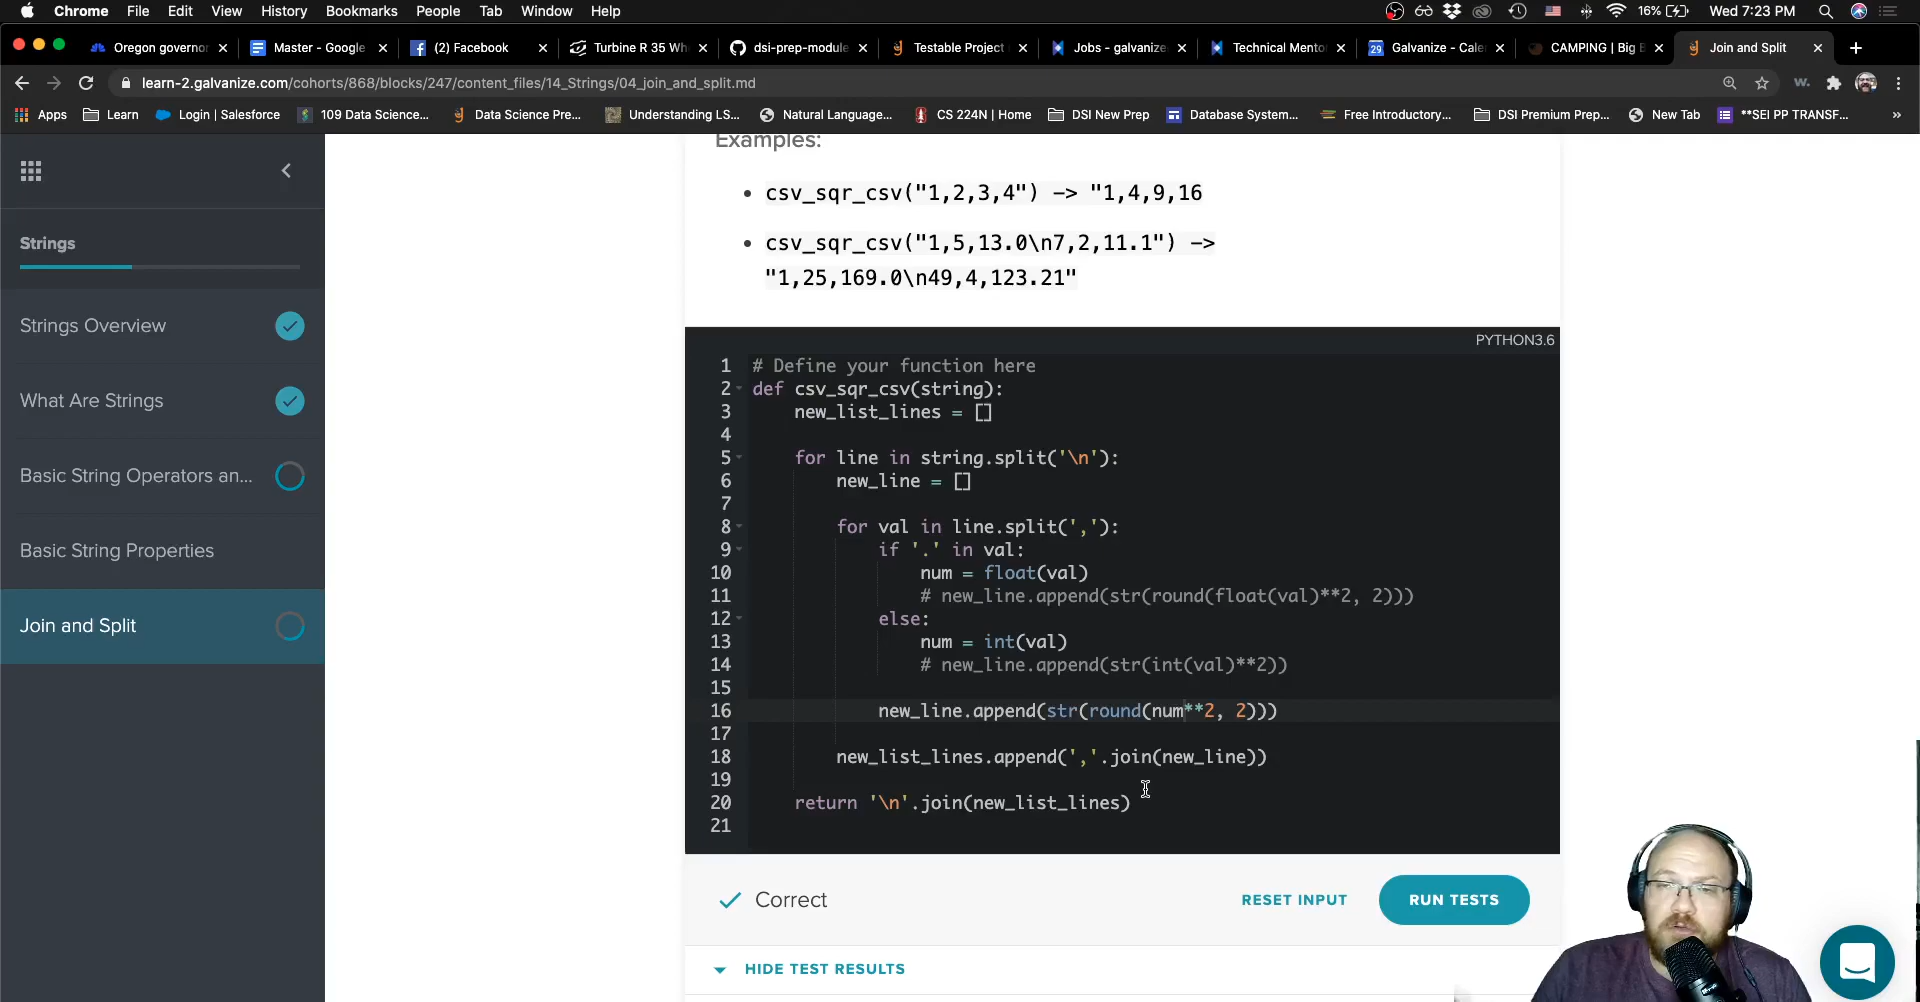 Chrome File Edit View History Bookmarks People Tab Window Help 16% Wed 7:23 PM
Oregon governo Master - Google (2) Facebook Turbine R 35 Wh dsi-prep-module Testable Project Jobs - galvanize Technical Mento 29 Galvanize - Cale CAMPING | Big B Join and Split
learn-2.galvanize.com/cohorts/868/blocks/247/content_files/14_Strings/04_join_and_split.md
Apps Learn Login | Salesforce 109 Data Science... Data Science Pre... Understanding LS... Natural Language... CS 224N | Home DSI New Prep Database System... Free Introductory... DSI Premium Prep... New Tab **SEI PP TRANSF... »
Strings
Strings Overview
What Are Strings
Basic String Operators an...
Basic String Properties
Join and Split
Examples:
• csv_sqr_csv("1,2,3,4") -> "1,4,9,16
• csv_sqr_csv("1,5,13.0\n7,2,11.1") ->
"1,25,169.0\n49,4,123.21"
PYTHON3.6
1 # Define your function here
2 def csv_sqr_csv(string):
3 new_list_lines = []
4
5 for line in string.split('\n'):
6 new_line = []
7
8 for val in line.split(','):
9 if '.' in val:
10 num = float(val)
11 # new_line.append(str(round(float(val)**2, 2)))
12 else:
13 num = int(val)
14 # new_line.append(str(int(val)**2))
15
16 new_line.append(str(round(num**2, 2)))
17
18 new_list_lines.append(','.join(new_line))
19
20 return '\n'.join(new_list_lines)
21
Correct
RESET INPUT
RUN TESTS
HIDE TEST RESULTS